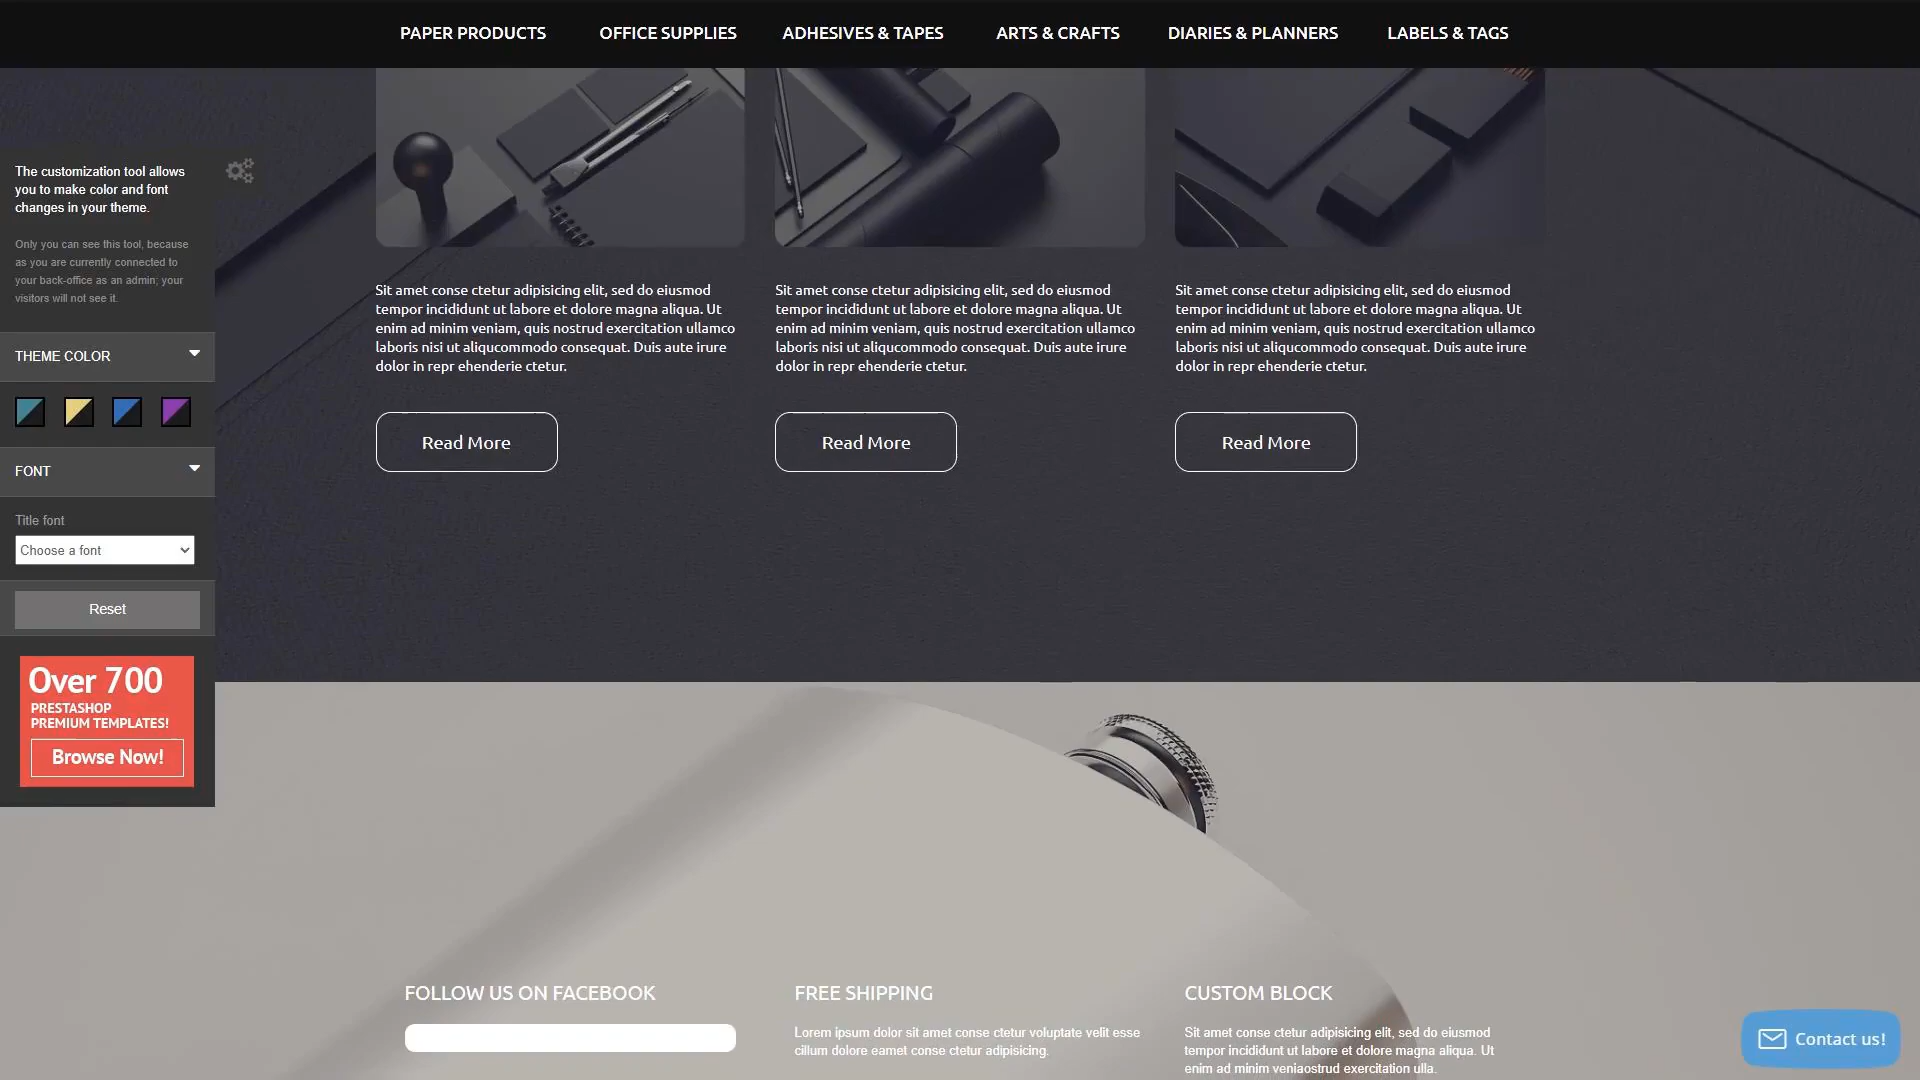 PAPER PRODUCTS OFFICE SUPPLIES ADHESIVES & TAPES ARTS & CRAFTS DIARIES & PLANNERS LABELS & TAGS
The customization tool allows
you to make color and font
changes in your theme.
Only you can see this tool, because
as you are currently connected to
your back-office as an admin; your
visitors will not see it.
THEME COLOR
FONT
Title font
Choose a font
Reset
Over 700
PRESTASHOP
PREMIUM TEMPLATES!
Browse Now!
Sit amet conse ctetur adipisicing elit, sed do eiusmod
tempor incididunt ut labore et dolore magna aliqua. Ut
enim ad minim veniam, quis nostrud exercitation ullamco
laboris nisi ut aliqucommodo consequat. Duis aute irure
dolor in repr ehenderie ctetur.
Read More
Sit amet conse ctetur adipisicing elit, sed do eiusmod
tempor incididunt ut labore et dolore magna aliqua. Ut
enim ad minim veniam, quis nostrud exercitation ullamco
laboris nisi ut aliqucommodo consequat. Duis aute irure
dolor in repr ehenderie ctetur.
Read More
Sit amet conse ctetur adipisicing elit, sed do eiusmod
tempor incididunt ut labore et dolore magna aliqua. Ut
enim ad minim veniam, quis nostrud exercitation ullamco
laboris nisi ut aliqucommodo consequat. Duis aute irure
dolor in repr ehenderie ctetur.
Read More
FOLLOW US ON FACEBOOK
FREE SHIPPING
Lorem ipsum dolor sit amet conse ctetur voluptate velit esse
cillum dolore eamet conse ctetur adipisicing.
CUSTOM BLOCK
Sit amet conse ctetur adipisicing elit, sed do eiusmod
tempor incididunt ut labore et dolore magna aliqua. Ut
enim ad minim veniaostrud exercitation ulla.
Contact us!